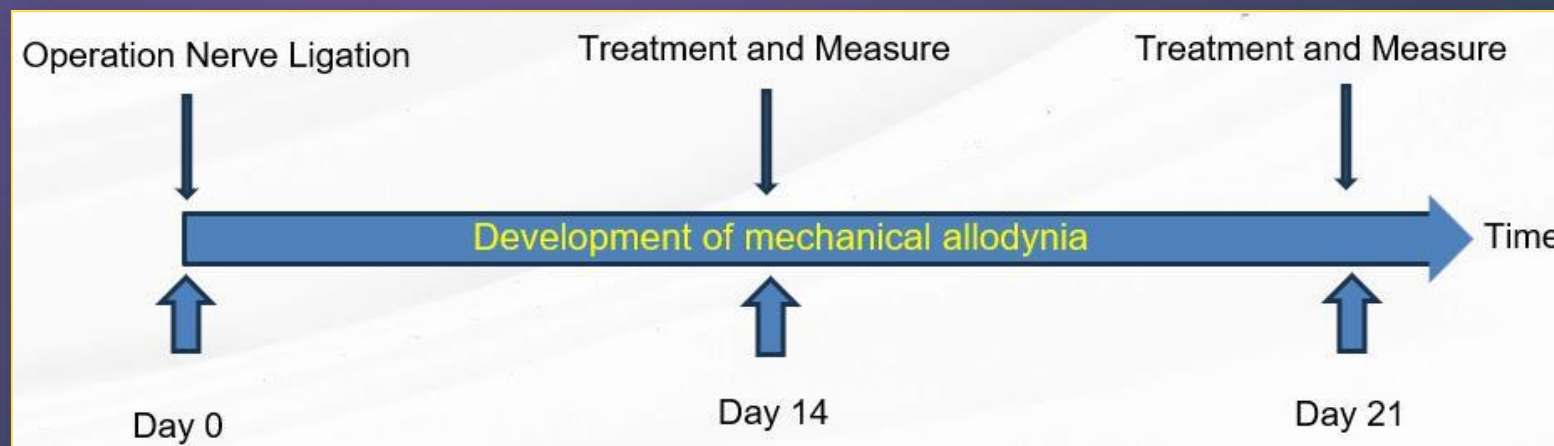 Operation Nerve Ligation
Treatment and Measure
Treatment and Measure
Development of mechanical allodynia
Time
Day 0
Day 14
Day 21